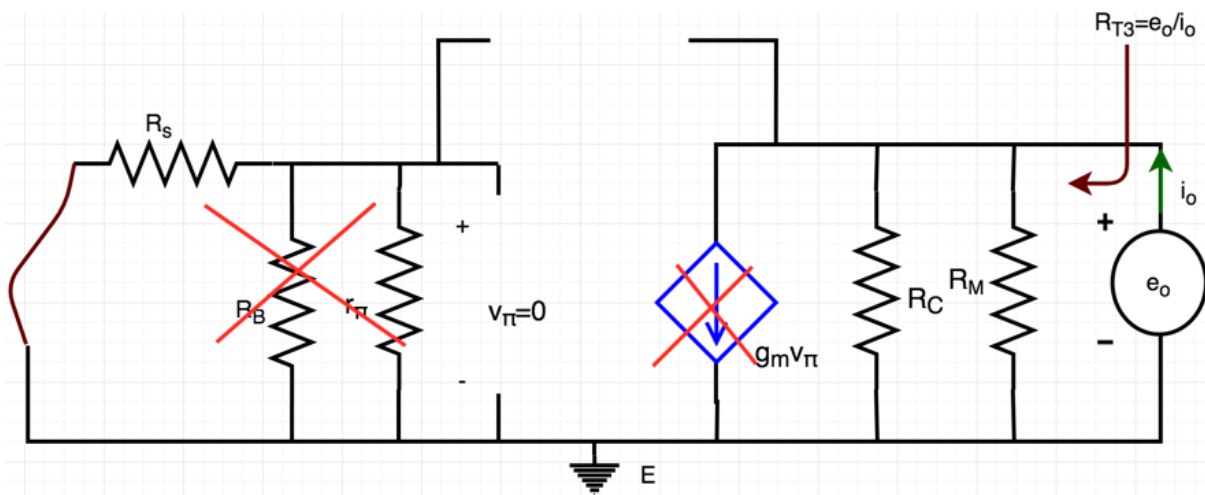 R_T3=e_o/i_o
R_s
i_o
+
+
R_B
r_π
v_π=0
R_C
R_M
e_o
-
g_mv_π
-
E